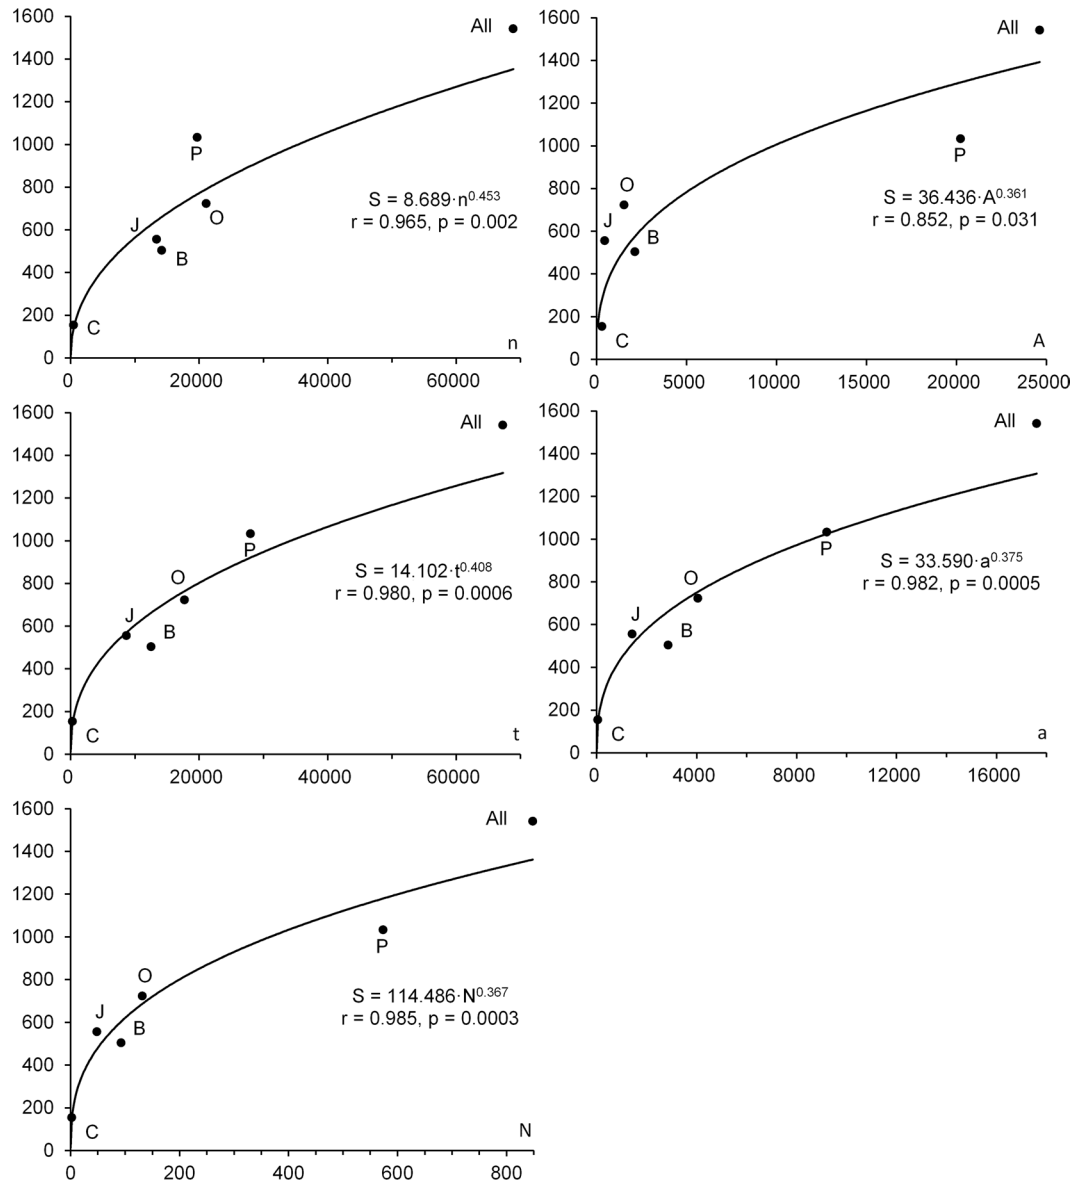 1600
1400
1200
1000
800
600
400
200
0
0 20000 40000 60000
All
P
J
O
B
C
n
S = 8.689·n^0.453
r = 0.965, p = 0.002
1600
1400
1200
1000
800
600
400
200
0
0 5000 10000 15000 20000 25000
All
P
O
J
B
C
A
S = 36.436·A^0.361
r = 0.852, p = 0.031
1600
1400
1200
1000
800
600
400
200
0
0 20000 40000 60000
All
P
O
J
B
C
t
S = 14.102·t^0.408
r = 0.980, p = 0.0006
1600
1400
1200
1000
800
600
400
200
0
0 4000 8000 12000 16000
All
P
O
J
B
C
a
S = 33.590·a^0.375
r = 0.982, p = 0.0005
1600
1400
1200
1000
800
600
400
200
0
0 200 400 600 800
All
P
O
J
B
C
N
S = 114.486·N^0.367
r = 0.985, p = 0.0003